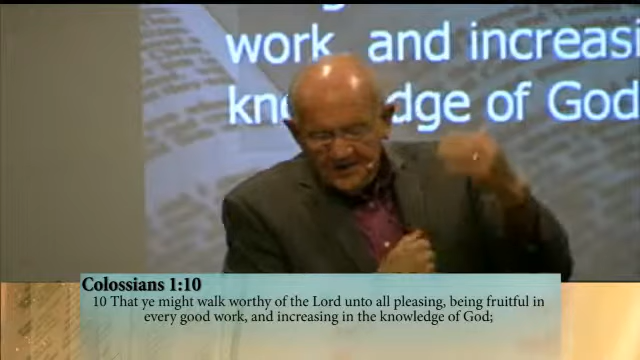 work, and increasi
knowledge of God
Colossians 1:10
10 That ye might walk worthy of the Lord unto all pleasing, being fruitful in
every good work, and increasing in the knowledge of God;